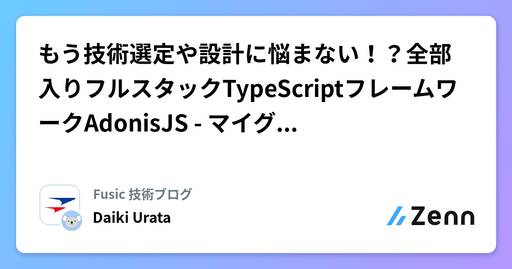 もう技術選定や設計に悩まない！？全部
入りフルスタックTypeScriptフレームワ
ークAdonisJS - マイグ...
Fusic 技術ブログ
Daiki Urata
Zenn